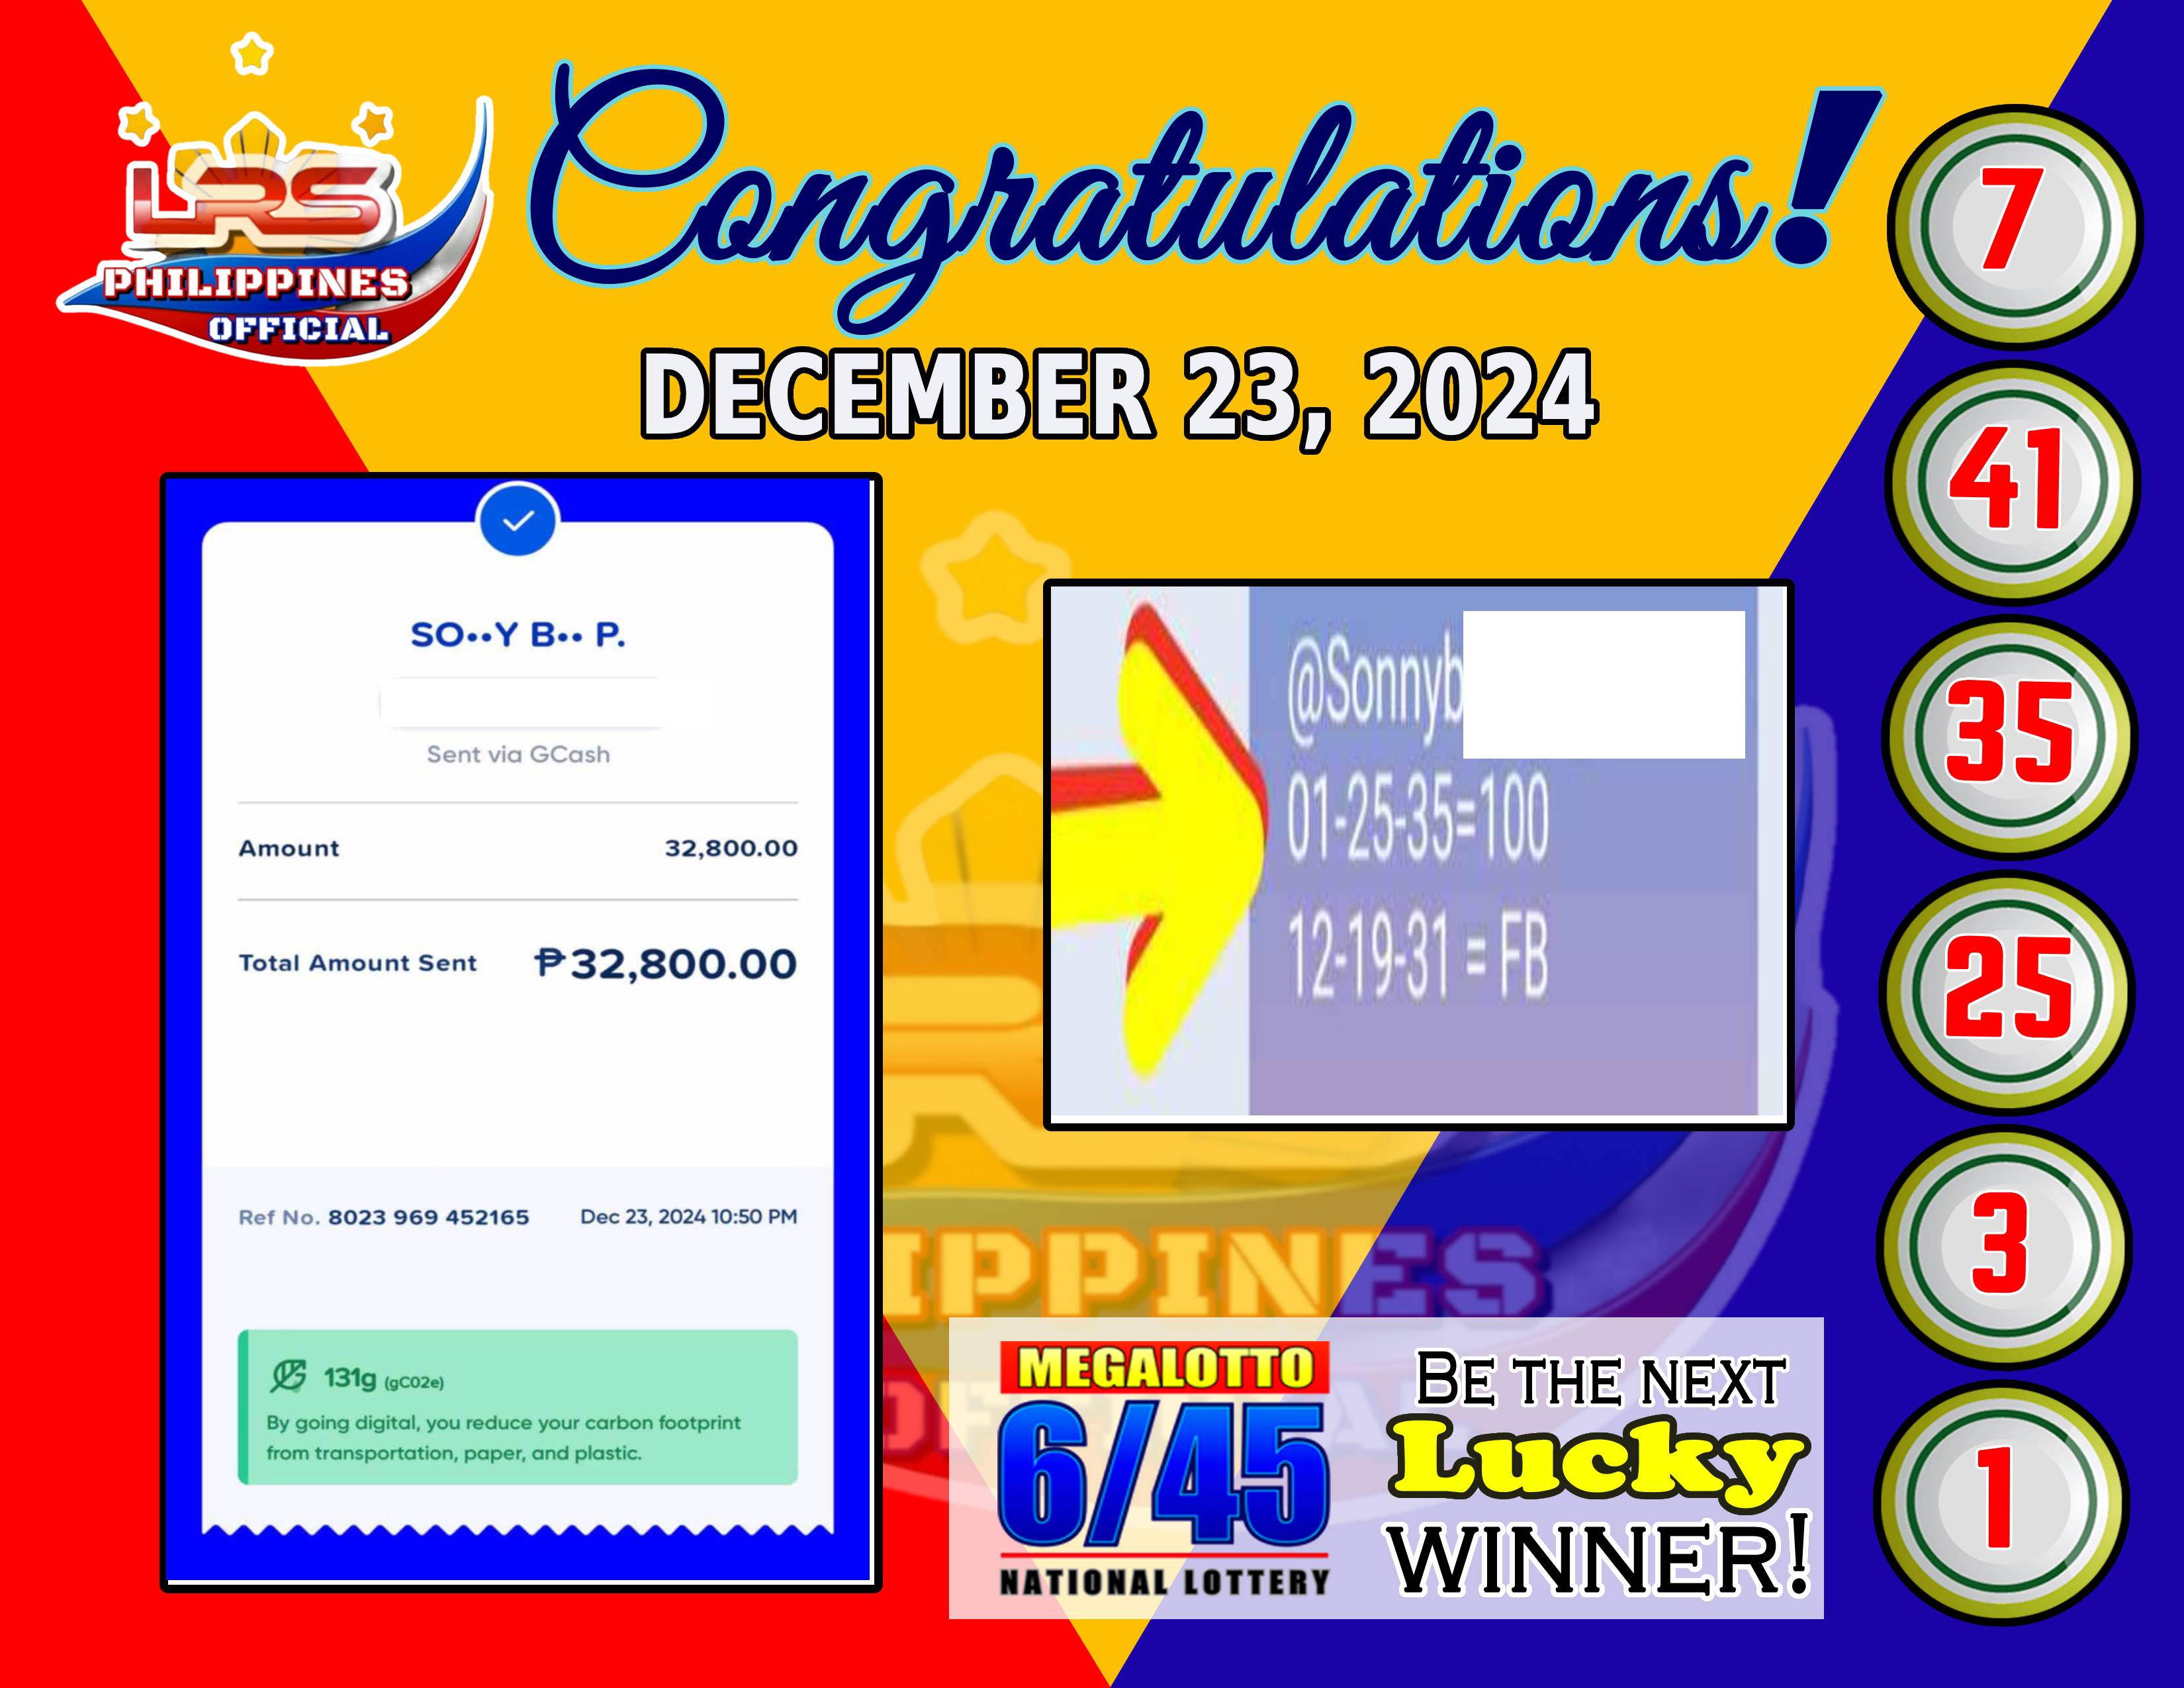 LRS
PHILIPPINES
OFFICIAL
Congratulations!
DECEMBER 23, 2024
SO••Y B•• P.
Sent via GCash
Amount 32,800.00
Total Amount Sent ₱32,800.00
Ref No. 8023 969 452165 Dec 23, 2024 10:50 PM
131g (gCO2e)
By going digital, you reduce your carbon footprint
from transportation, paper, and plastic.
@Sonnyb
01-25-35=100
12-19-31 = FB
MEGALOTTO
6/45
NATIONAL LOTTERY
BE THE NEXT
Lucky
WINNER!
7
41
35
25
3
1